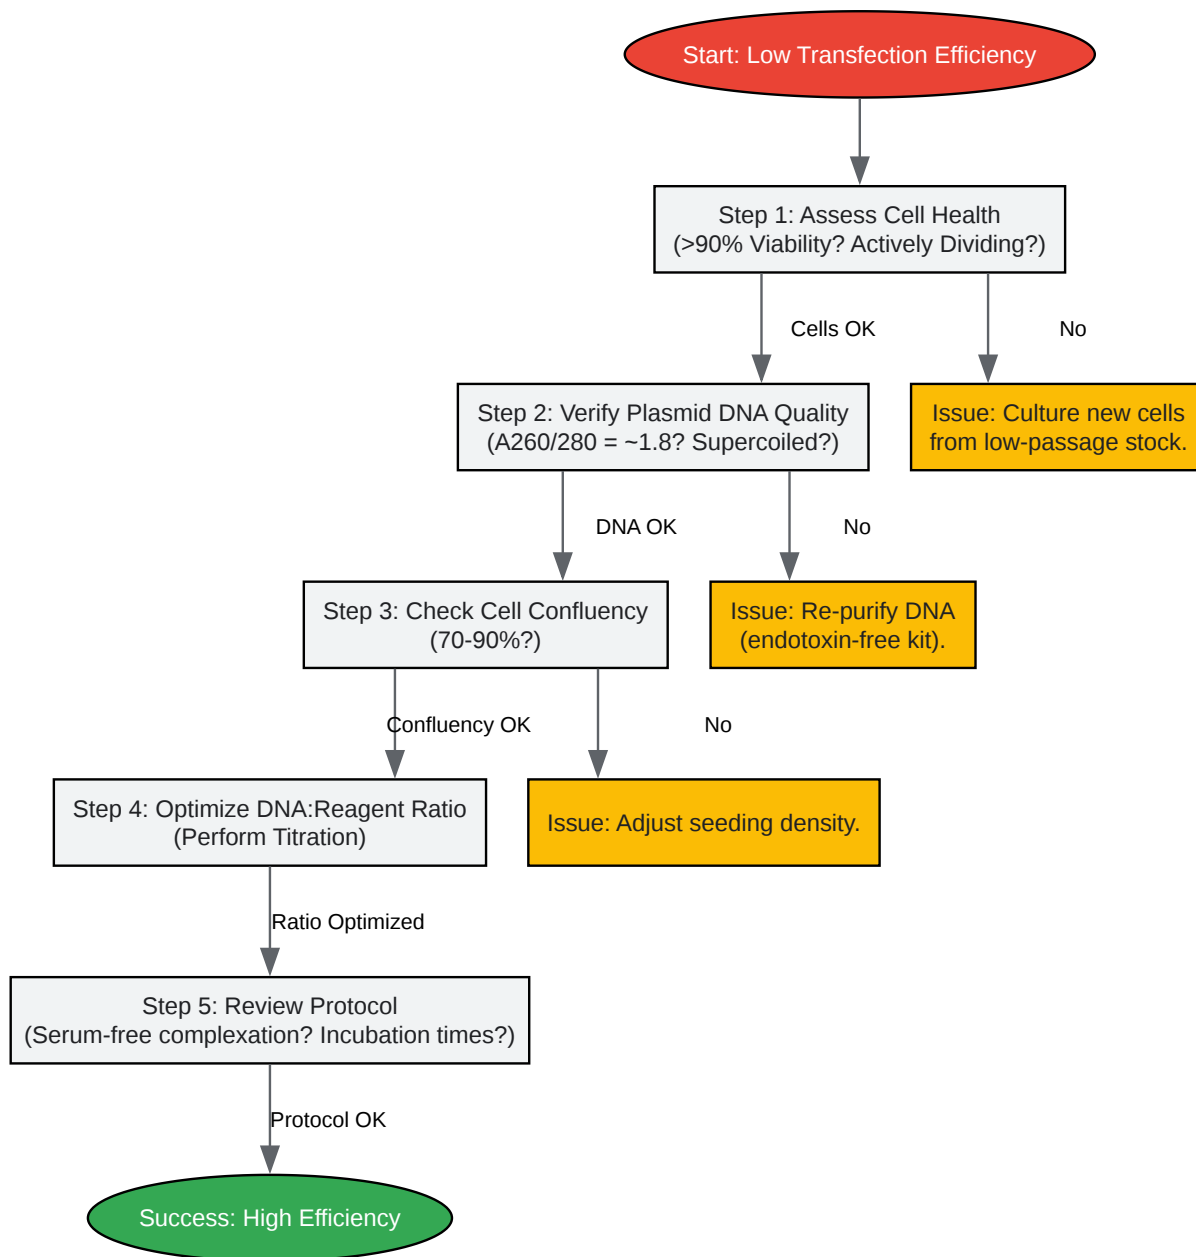 Start: Low Transfection Efficiency
Step 1: Assess Cell Health
(>90% Viability? Actively Dividing?)
Cells OK
No
Step 2: Verify Plasmid DNA Quality
(A260/280 = ~1.8? Supercoiled?)
Issue: Culture new cells
from low-passage stock.
DNA OK
No
Step 3: Check Cell Confluency
(70-90%?)
Issue: Re-purify DNA
(endotoxin-free kit).
Confluency OK
No
Step 4: Optimize DNA:Reagent Ratio
(Perform Titration)
Issue: Adjust seeding density.
Ratio Optimized
Step 5: Review Protocol
(Serum-free complexation? Incubation times?)
Protocol OK
Success: High Efficiency